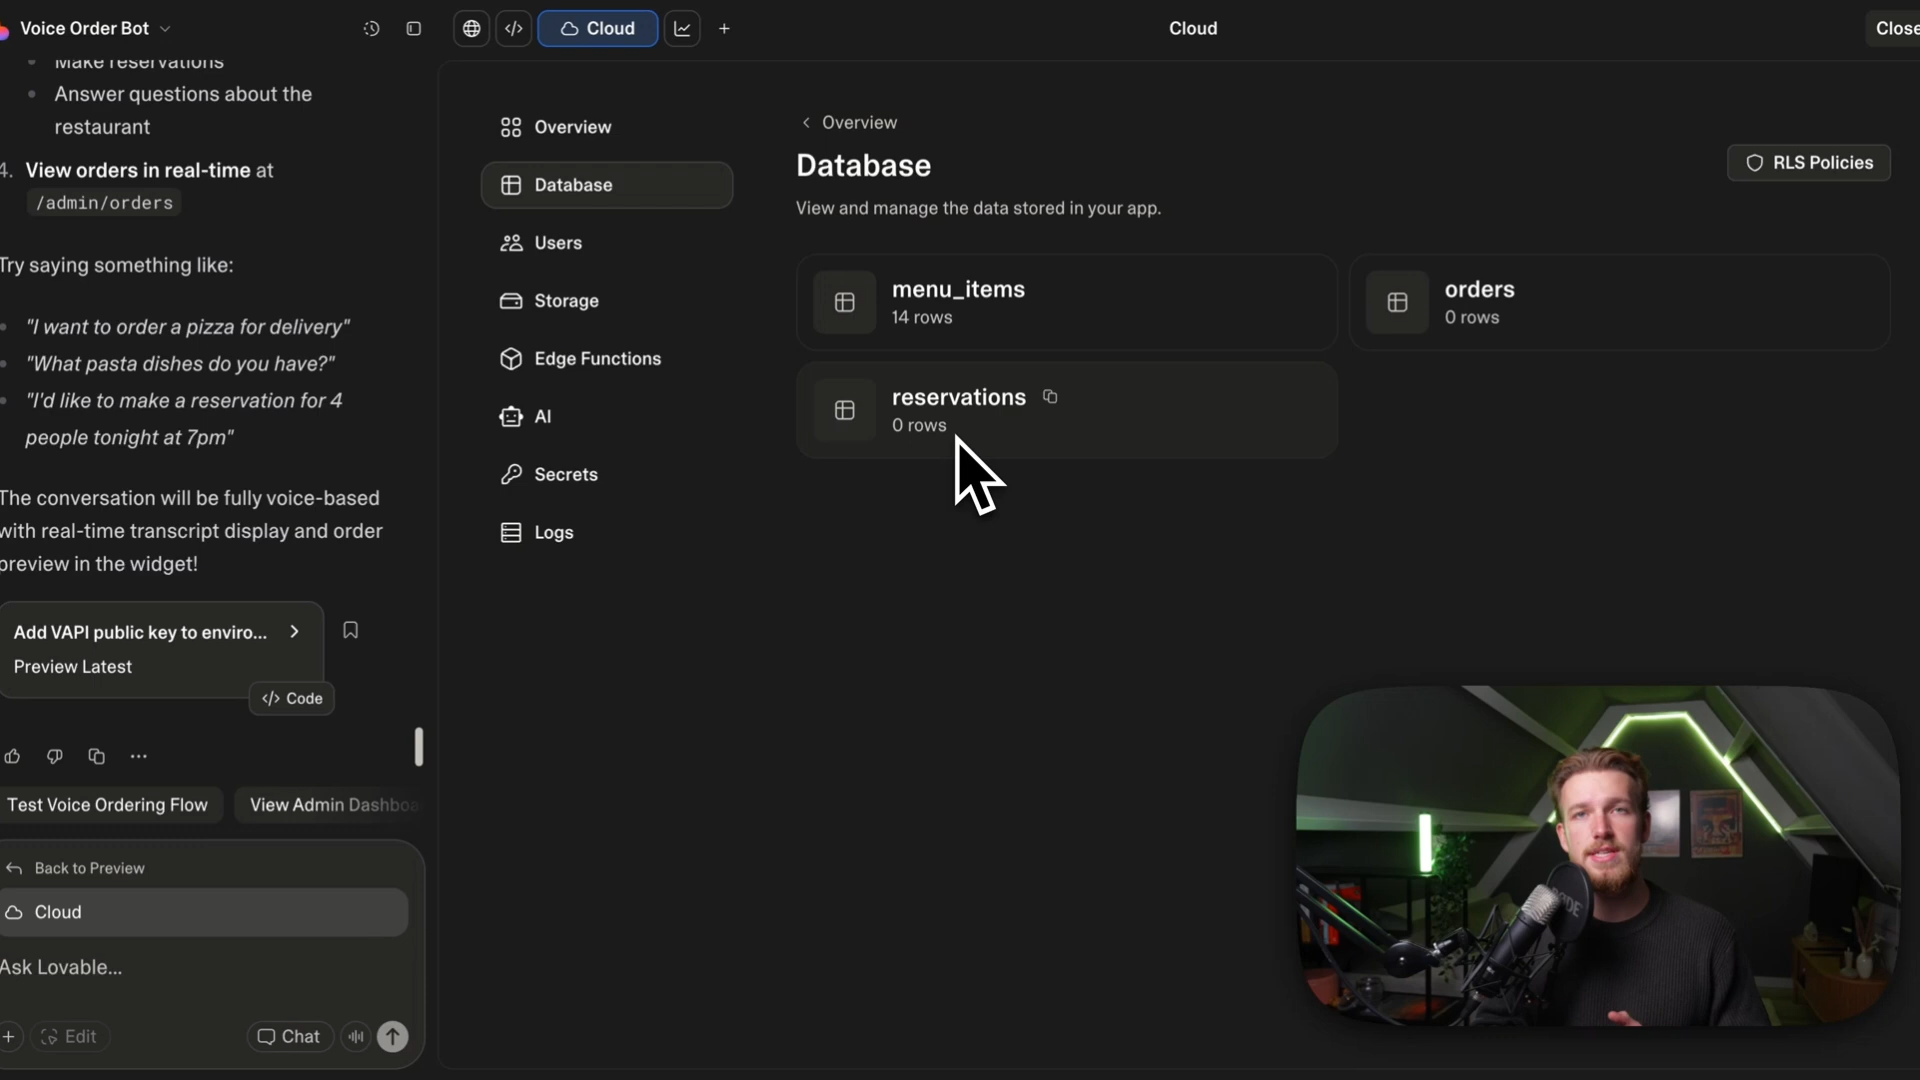 Voice Order Bot
Make reservations
Answer questions about the
restaurant
4. View orders in real-time at
/admin/orders
Try saying something like:
"I want to order a pizza for delivery"
"What pasta dishes do you have?"
"I'd like to make a reservation for 4
people tonight at 7pm"
The conversation will be fully voice-based
with real-time transcript display and order
preview in the widget!
Add VAPI public key to enviro...
Preview Latest
</> Code
Test Voice Ordering Flow
View Admin Dashboa
Back to Preview
Cloud
Ask Lovable...
Edit
Chat
Cloud
Cloud
Close
Overview
Database
Users
Storage
Edge Functions
AI
Secrets
Logs
Overview
Database
RLS Policies
View and manage the data stored in your app.
menu_items
14 rows
orders
0 rows
reservations
0 rows